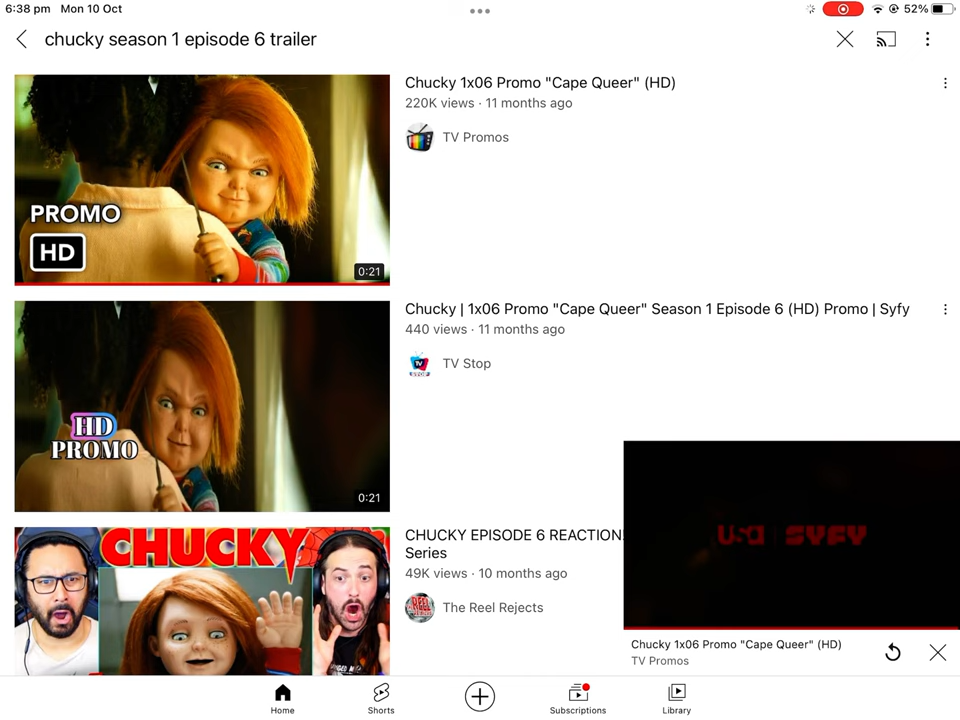 6:38 pm Mon 10 Oct
52%
chucky season 1 episode 6 trailer
PROMO
HD
0:21
Chucky 1x06 Promo "Cape Queer" (HD)
220K views · 11 months ago
TV Promos
HD
PROMO
0:21
Chucky | 1x06 Promo "Cape Queer" Season 1 Episode 6 (HD) Promo | Syfy
440 views · 11 months ago
TV
STOP
TV Stop
CHUCKY
CHUCKY EPISODE 6 REACTION!
Series
49K views · 10 months ago
REEL
REJECTS
The Reel Rejects
USA SYFY
Chucky 1x06 Promo "Cape Queer" (HD)
TV Promos
Home
Shorts
Subscriptions
Library